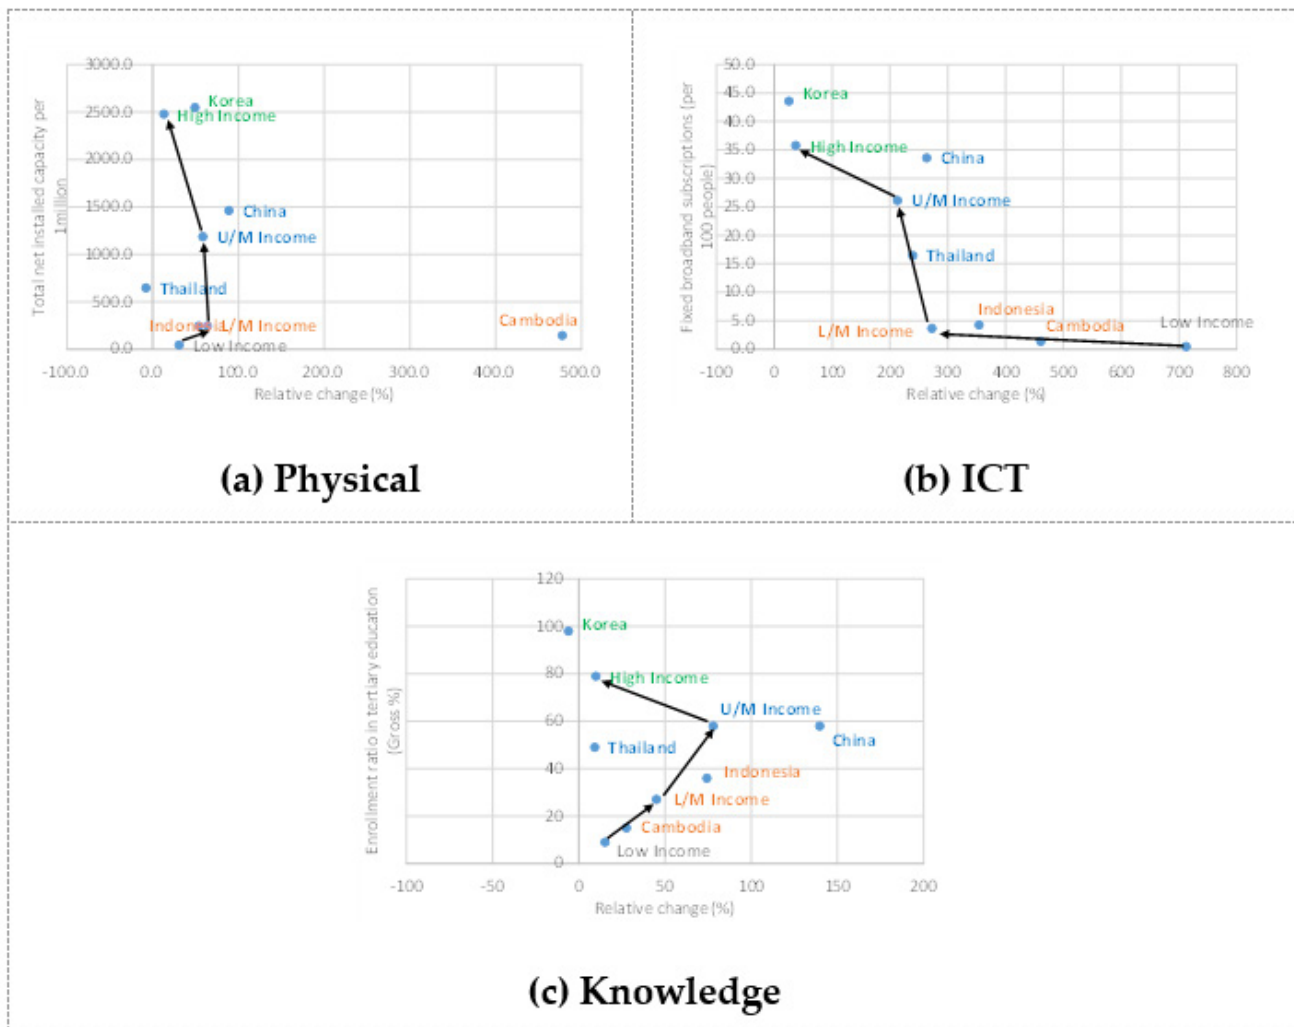 3000.0
2500.0
2000.0
1500.0
1000.0
500.0
0.0
-100.0 0.0 100.0 200.0 300.0 400.0 500.0
Total net installed capacity per
1million
Relative change (%)
Korea
High Income
China
U/M Income
Thailand
Indonesia
L/M Income
Low Income
Cambodia
(a) Physical
50.0
45.0
40.0
35.0
30.0
25.0
20.0
15.0
10.0
5.0
0.0
-100 0 100 200 300 400 500 600 700 800
Fixed broadband subscriptions (per
100 people)
Relative change (%)
Korea
High Income
China
U/M Income
Thailand
Indonesia
L/M Income
Cambodia
Low Income
(b) ICT
120
100
80
60
40
20
0
-100 -50 0 50 100 150 200
Enrollment ratio in tertiary education
(Gross %)
Relative change (%)
Korea
High Income
U/M Income
China
Thailand
Indonesia
L/M Income
Cambodia
Low Income
(c) Knowledge